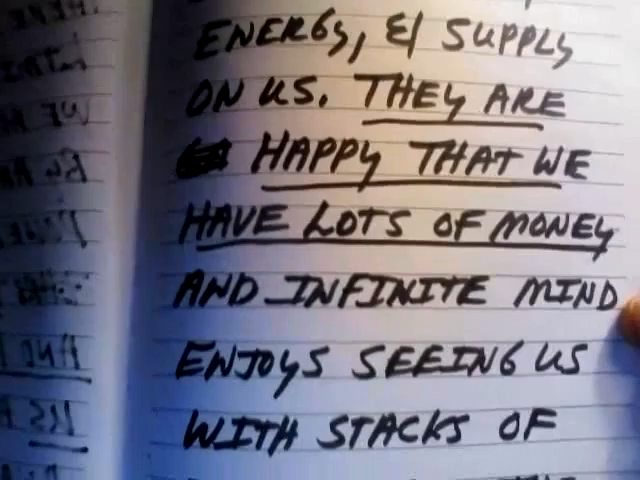 ENERGY, & SUPPLY
ON US. THEY ARE
HAPPY THAT WE
HAVE LOTS OF MONEY
AND INFINITE MIND
ENJOYS SEEING US
WITH STACKS OF